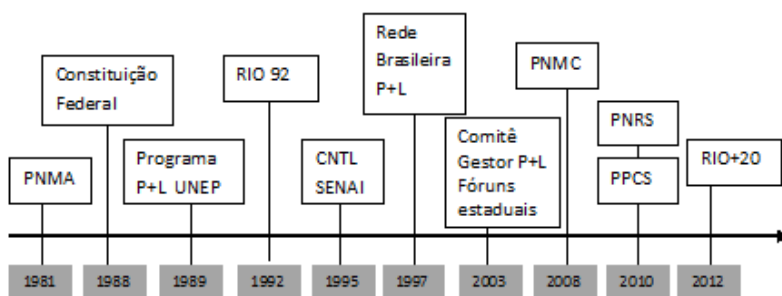 PNMA
Constituição
Federal
Programa
P+L UNEP
RIO 92
CNTL
SENAI
Rede
Brasileira
P+L
Comitê
Gestor P+L
Fóruns
estaduais
PNMC
PNRS
PPCS
RIO+20
1981 1988 1989 1992 1995 1997 2003 2008 2010 2012